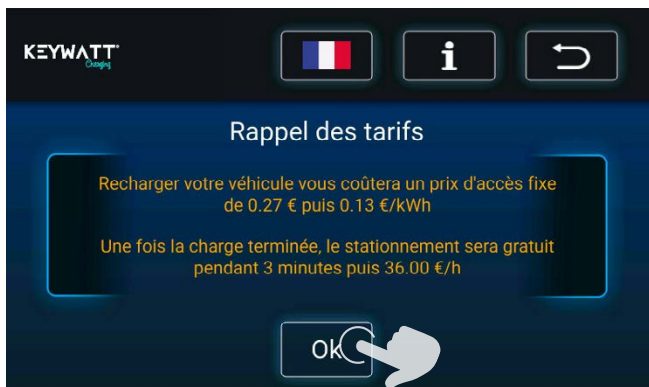 KEYWATT
Charging
i
Rappel des tarifs
Recharger votre véhicule vous coûtera un prix d'accès fixe
de 0.27 € puis 0.13 €/kWh
Une fois la charge terminée, le stationnement sera gratuit
pendant 3 minutes puis 36.00 €/h
OK